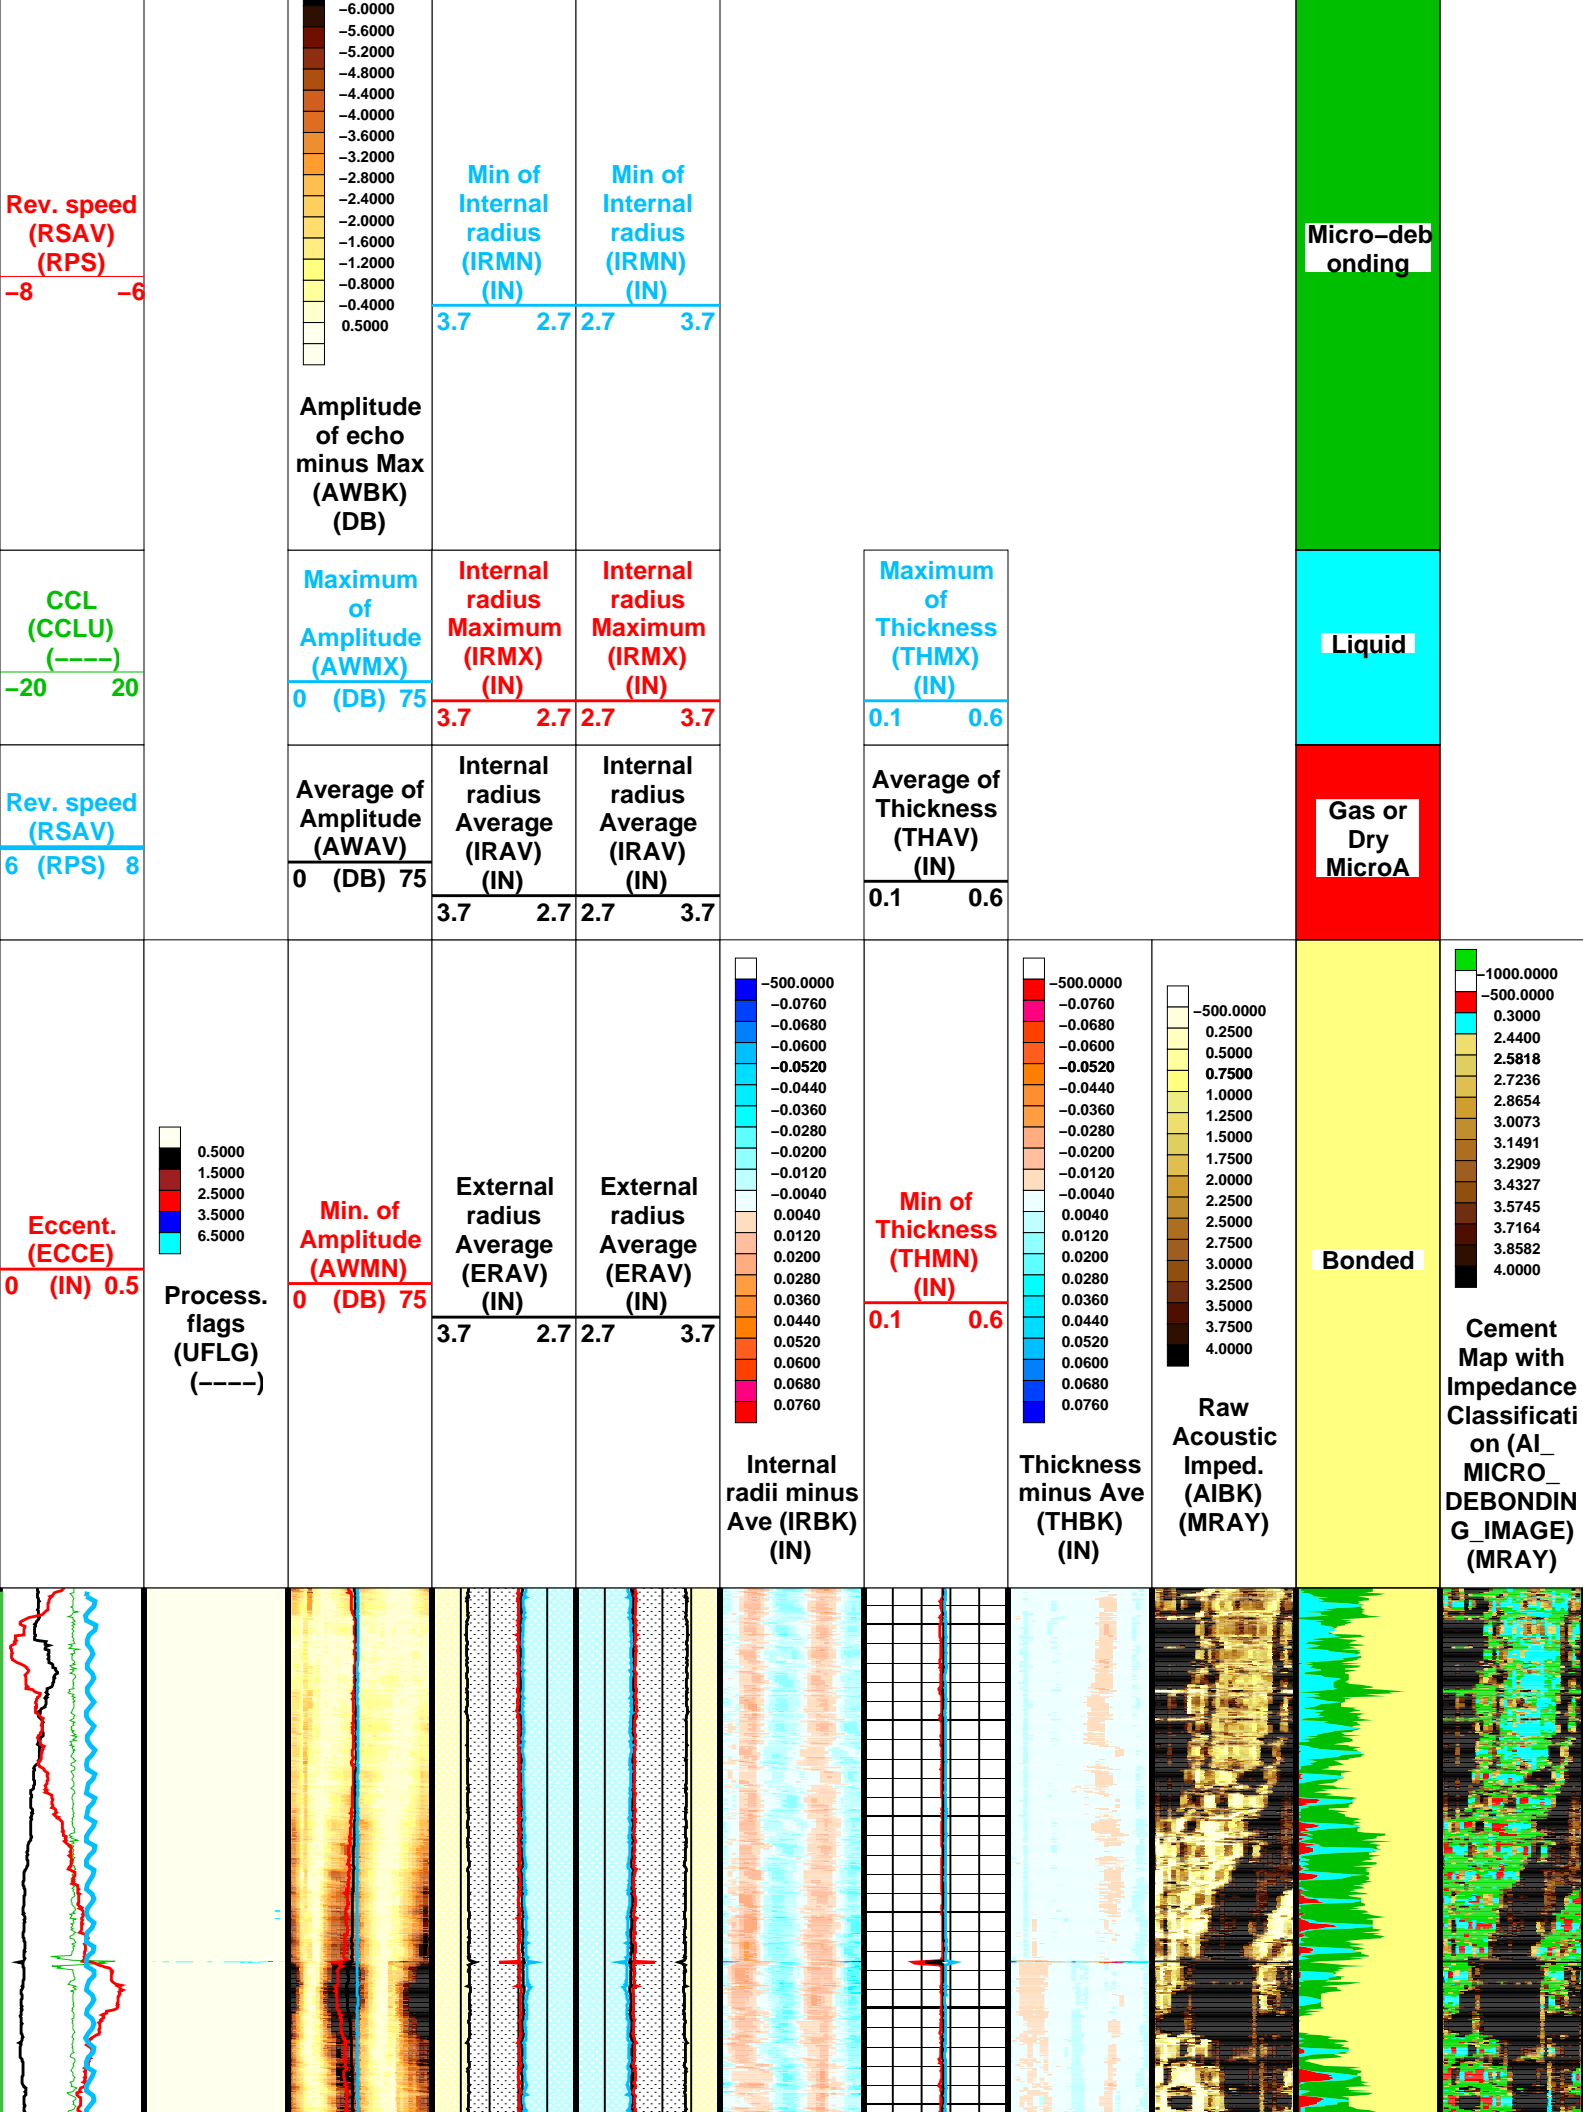 −6.0000
−5.6000
−5.2000
−4.8000
−4.4000
−4.0000
−3.6000
−3.2000
−2.8000
−2.4000
−2.0000
−1.6000
−1.2000
−0.8000
−0.4000
0.5000
Amplitude
of echo
minus Max
(AWBK)
(DB)
Rev. speed
(RSAV)
(RPS)
−8 −6
Min of
Internal
radius
(IRMN)
(IN)
3.7 2.7
Min of
Internal
radius
(IRMN)
(IN)
2.7 3.7
Micro−deb
onding
CCL
(CCLU)
(−−−−)
−20 20
Maximum
of
Amplitude
(AWMX)
0 (DB) 75
Internal
radius
Maximum
(IRMX)
(IN)
3.7 2.7
Internal
radius
Maximum
(IRMX)
(IN)
2.7 3.7
Maximum
of
Thickness
(THMX)
(IN)
0.1 0.6
Liquid
Rev. speed
(RSAV)
6 (RPS) 8
Average of
Amplitude
(AWAV)
0 (DB) 75
Internal
radius
Average
(IRAV)
(IN)
3.7 2.7
Internal
radius
Average
(IRAV)
(IN)
2.7 3.7
Average of
Thickness
(THAV)
(IN)
0.1 0.6
Gas or
Dry
MicroA
Eccent.
(ECCE)
0 (IN) 0.5
0.5000
1.5000
2.5000
3.5000
6.5000
Process.
flags
(UFLG)
(−−−−)
Min. of
Amplitude
(AWMN)
0 (DB) 75
External
radius
Average
(ERAV)
(IN)
3.7 2.7
External
radius
Average
(ERAV)
(IN)
2.7 3.7
−500.0000
−0.0760
−0.0680
−0.0600
−0.0520
−0.0440
−0.0360
−0.0280
−0.0200
−0.0120
−0.0040
0.0040
0.0120
0.0200
0.0280
0.0360
0.0440
0.0520
0.0600
0.0680
0.0760
Internal
radii minus
Ave (IRBK)
(IN)
Min of
Thickness
(THMN)
(IN)
0.1 0.6
−500.0000
−0.0760
−0.0680
−0.0600
−0.0520
−0.0440
−0.0360
−0.0280
−0.0200
−0.0120
−0.0040
0.0040
0.0120
0.0200
0.0280
0.0360
0.0440
0.0520
0.0600
0.0680
0.0760
Thickness
minus Ave
(THBK)
(IN)
−500.0000
0.2500
0.5000
0.7500
1.0000
1.2500
1.5000
1.7500
2.0000
2.2500
2.5000
2.7500
3.0000
3.2500
3.5000
3.7500
4.0000
Raw
Acoustic
Imped.
(AIBK)
(MRAY)
Bonded
−1000.0000
−500.0000
0.3000
2.4400
2.5818
2.7236
2.8654
3.0073
3.1491
3.2909
3.4327
3.5745
3.7164
3.8582
4.0000
Cement
Map with
Impedance
Classificati
on (AI_
MICRO_
DEBONDIN
G_IMAGE)
(MRAY)